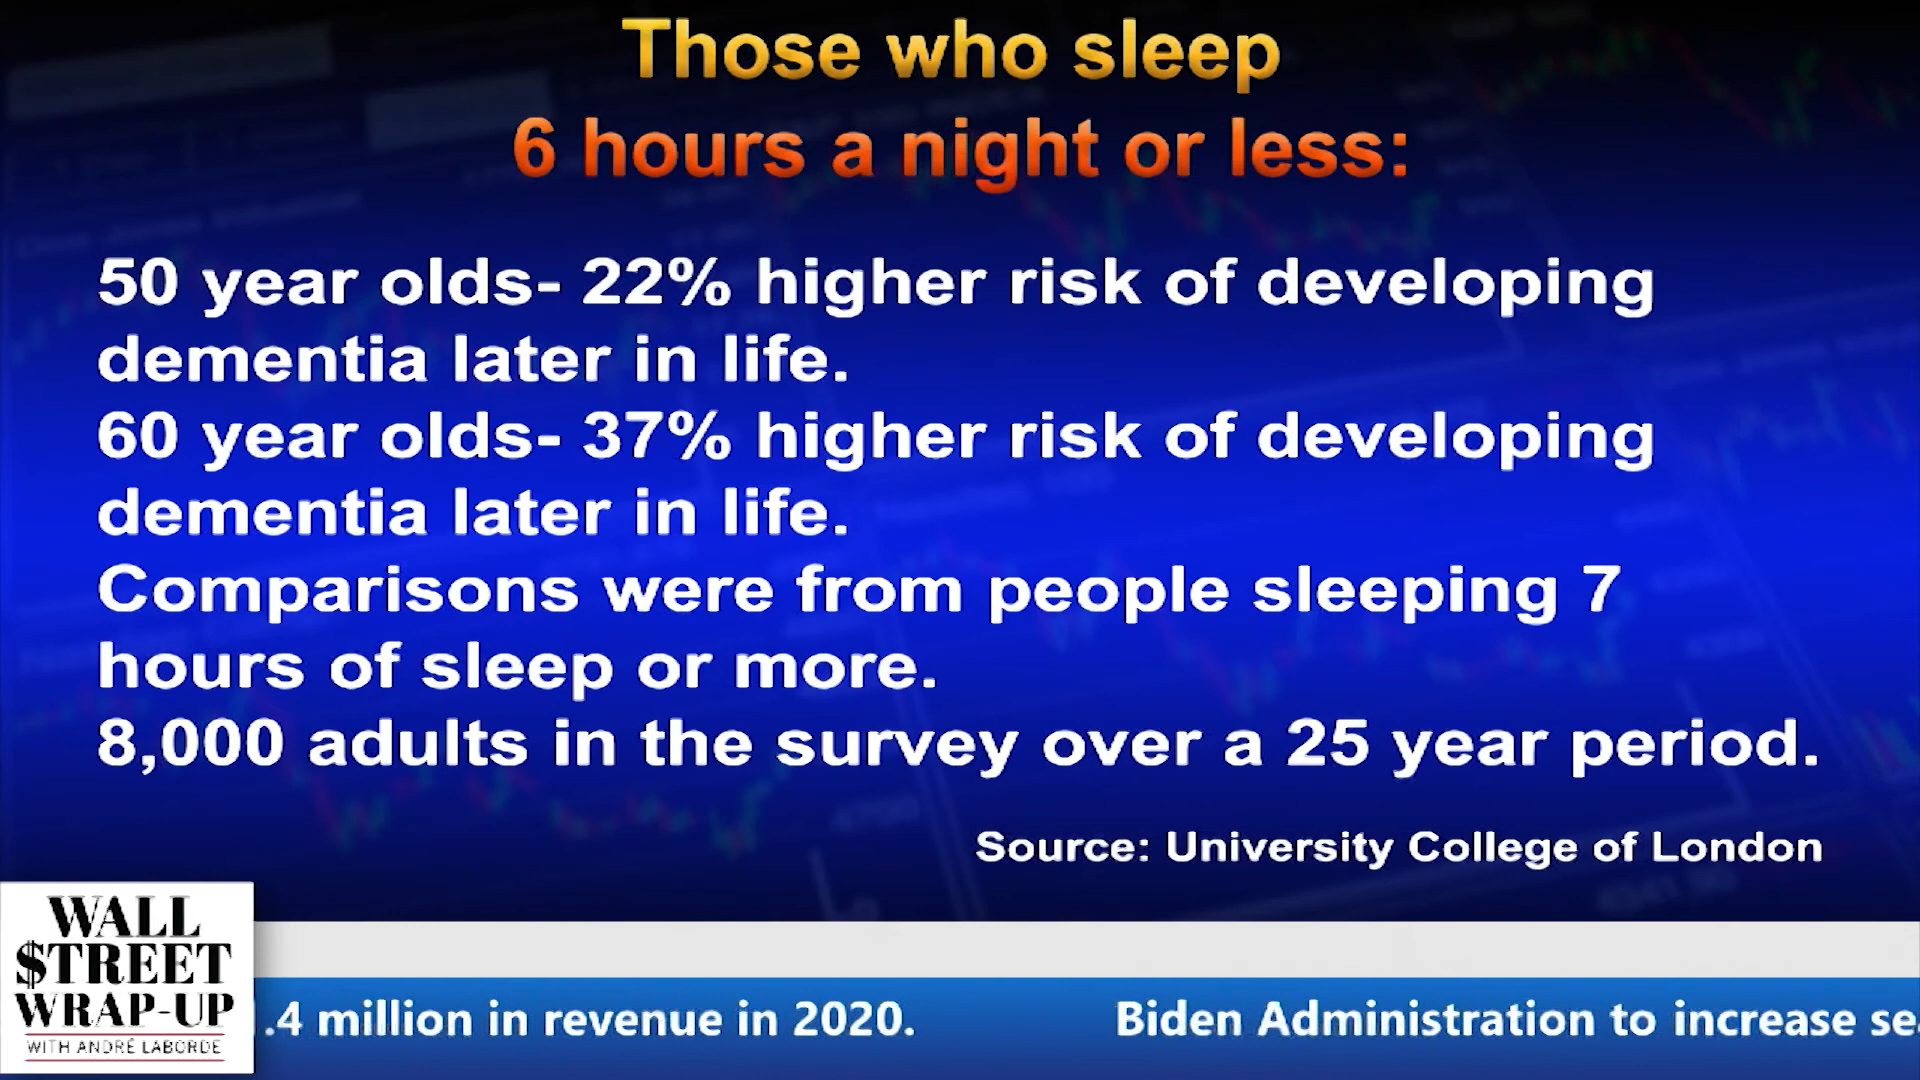 Those who sleep
6 hours a night or less:
50 year olds- 22% higher risk of developing
dementia later in life.
60 year olds- 37% higher risk of developing
dementia later in life.
Comparisons were from people sleeping 7
hours of sleep or more.
8,000 adults in the survey over a 25 year period.
Source: University College of London
WALL
$TREET
WRAP-UP
WITH ANDRÉ LABORDE
.4 million in revenue in 2020. Biden Administration to increase se